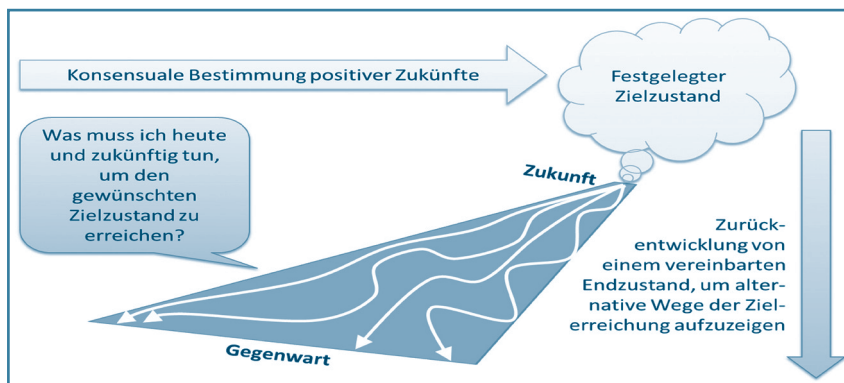 Konsensuale Bestimmung positiver Zukünfte
Festgelegter
Zielzustand
Was muss ich heute
und zukünftig tun,
um den
gewünschten
Zielzustand zu
erreichen?
Zukunft
Zurück-
entwicklung von
einem vereinbarten
Endzustand, um alter-
native Wege der Ziel-
erreichung aufzuzeigen
Gegenwart